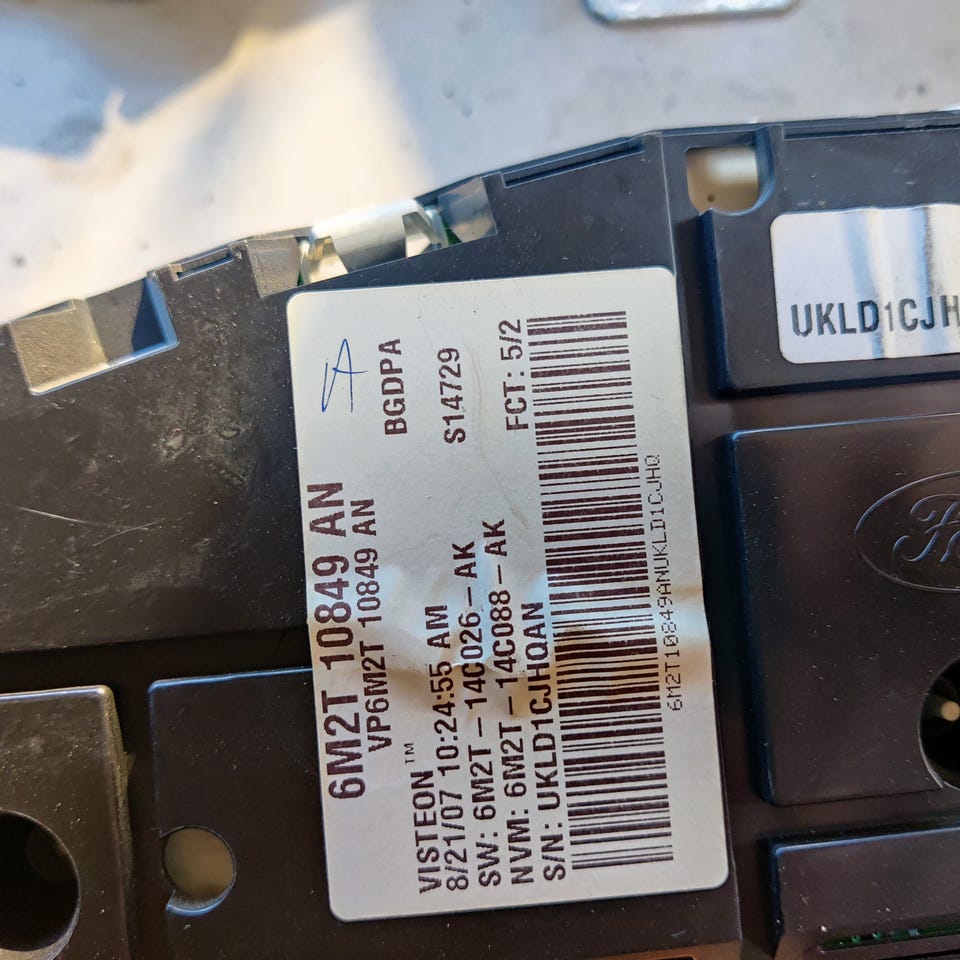 6M2T 10849 AN
VP6M2T 10849 AN
BGDPA
VISTEON™
8/21/07 10:24:55 AM
S14729
SW: 6M2T-14C026-AK
NVM: 6M2T-14C088-AK
FCT: 5/2
S/N: UKLD1CJHQAN
6M2T10849ANUKLD1CJHQ
UKLD1CJH